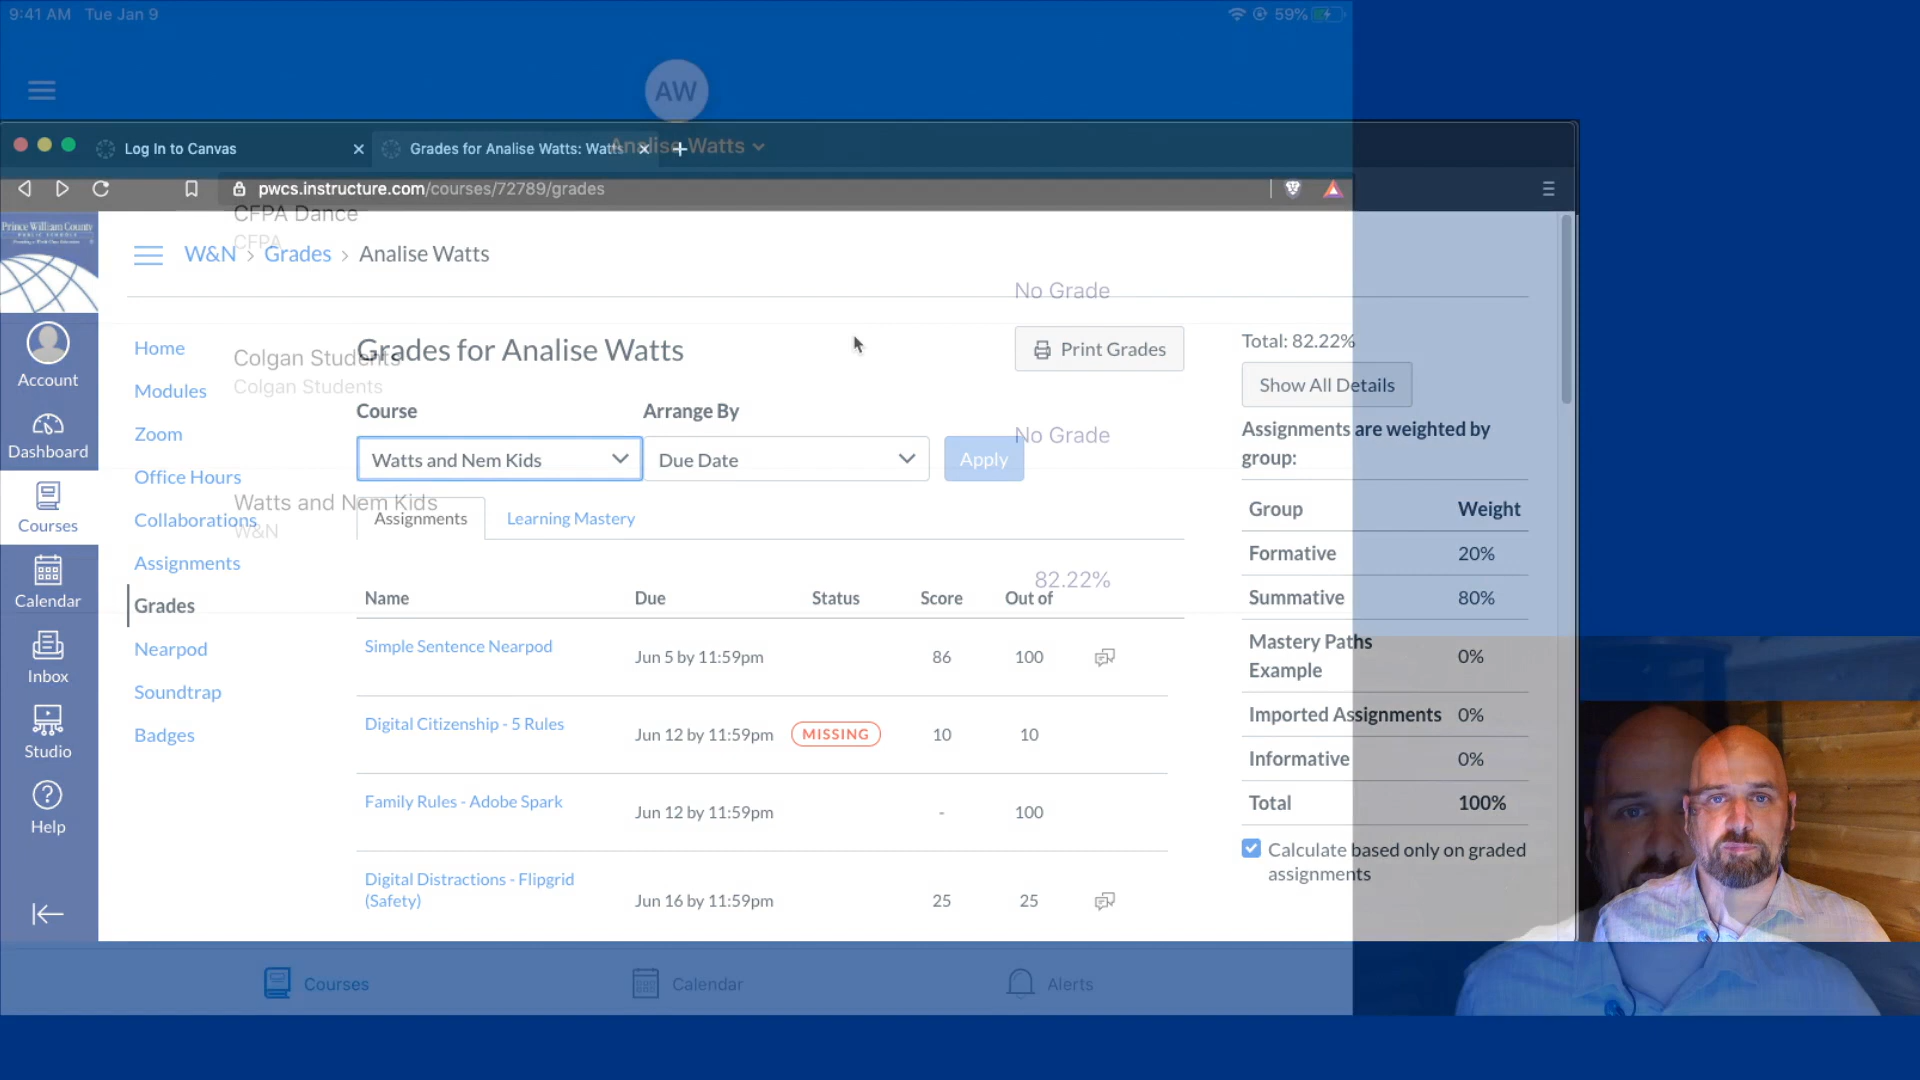 9:41 AM Tue Jan 9
59%
AW
Analise Watts
Log In to Canvas
Grades for Analise Watts: Watts
pwcs.instructure.com/courses/72789/grades
Prince William County
PUBLIC SCHOOLS
CFPA Dance
CFPA
W&N > Grades > Analise Watts
No Grade
Home
Modules
Zoom
Office Hours
Collaborations
Assignments
Grades
Nearpod
Soundtrap
Badges
Account
Dashboard
Courses
Calendar
Inbox
Studio
Help
Colgan Students
Colgan Students
Grades for Analise Watts
Print Grades
Course
Arrange By
No Grade
Watts and Nem Kids
Due Date
Apply
Watts and Nem Kids
W&N
Assignments
Learning Mastery
82.22%
Name Due Status Score Out of
Simple Sentence Nearpod
Jun 5 by 11:59pm 86 100
Digital Citizenship - 5 Rules
Jun 12 by 11:59pm MISSING 10 10
Family Rules - Adobe Spark
Jun 12 by 11:59pm - 100
Digital Distractions - Flipgrid
(Safety)
Jun 16 by 11:59pm 25 25
Total: 82.22%
Show All Details
Assignments are weighted by
group:
Group Weight
Formative 20%
Summative 80%
Mastery Paths
Example 0%
Imported Assignments 0%
Informative 0%
Total 100%
Calculate based only on graded
assignments
Courses
Calendar
Alerts